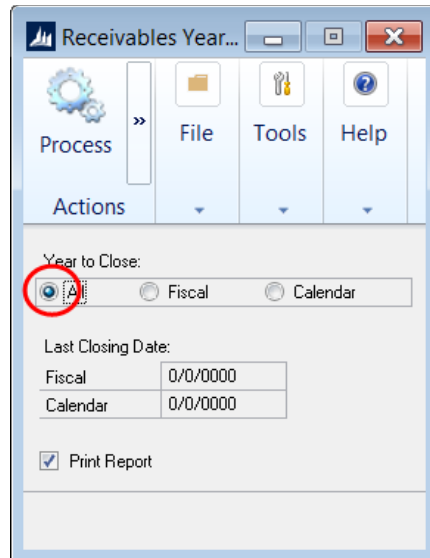 Receivables Year...
Process
»
File
Tools
Help
Actions
Year to Close:
All
Fiscal
Calendar
Last Closing Date:
Fiscal 0/0/0000
Calendar 0/0/0000
Print Report